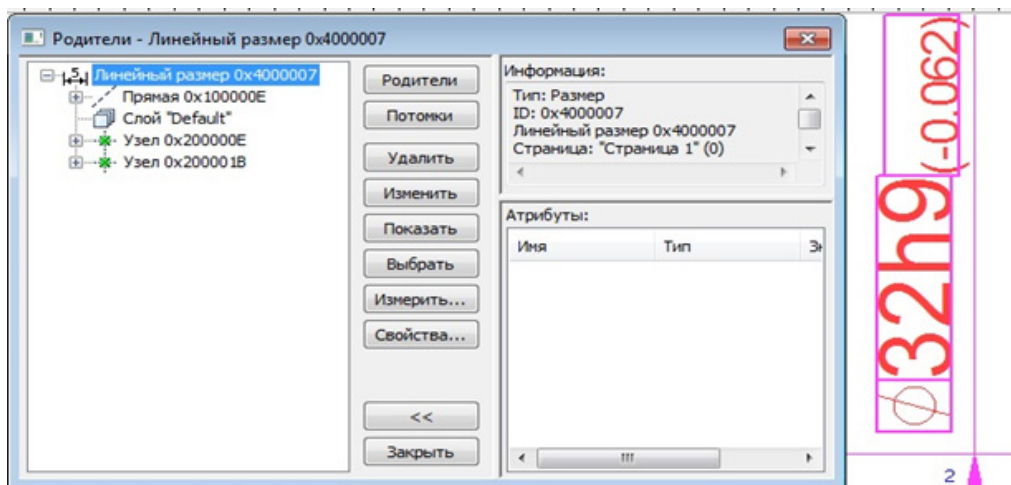 Родители - Линейный размер 0x4000007
Линейный размер 0x4000007
Прямая 0x100000E
Слой "Default"
Узел 0x200000E
Узел 0x200001B
Родители
Потомки
Удалить
Изменить
Показать
Выбрать
Измерить...
Свойства...
<<
Закрыть
Информация:
Тип: Размер
ID: 0x4000007
Линейный размер 0x4000007
Страница: "Страница 1" (0)
Атрибуты:
Имя Тип Зн
⌀32h9(-0.062)
2